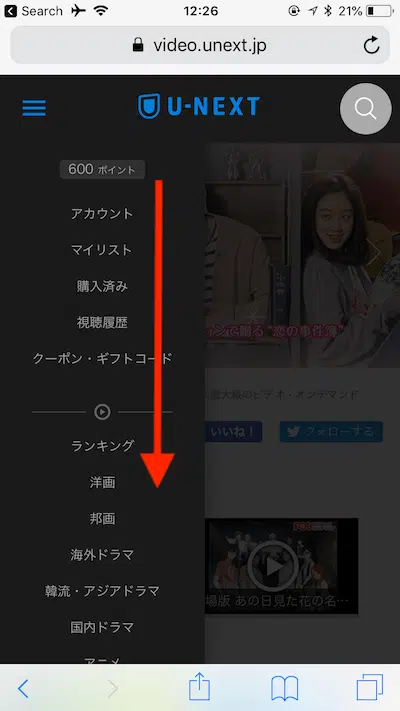 Search 12:26 21%
video.unext.jp
U-NEXT
600 ポイント
アカウント
マイリスト
購入済み
視聴履歴
クーポン・ギフトコード
ンで贈る "恋の事件簿"
大級のビデオ・オンデマンド
いいね！ フォローする
ランキング
洋画
邦画
海外ドラマ
韓流・アジアドラマ
国内ドラマ
アニメ
場版 あの日見た花の名…